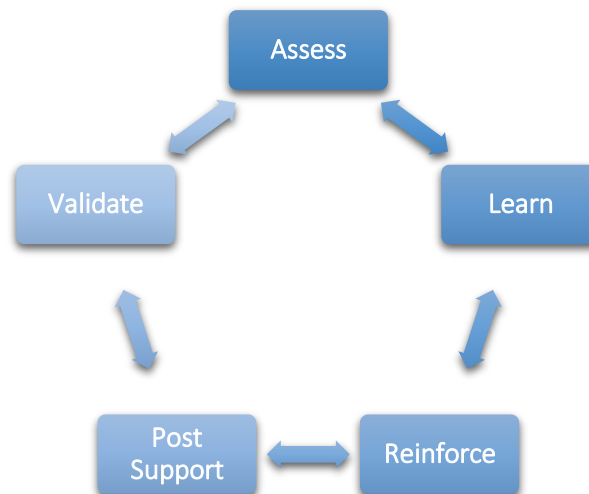 Assess
Validate
Learn
Post
Support
Reinforce